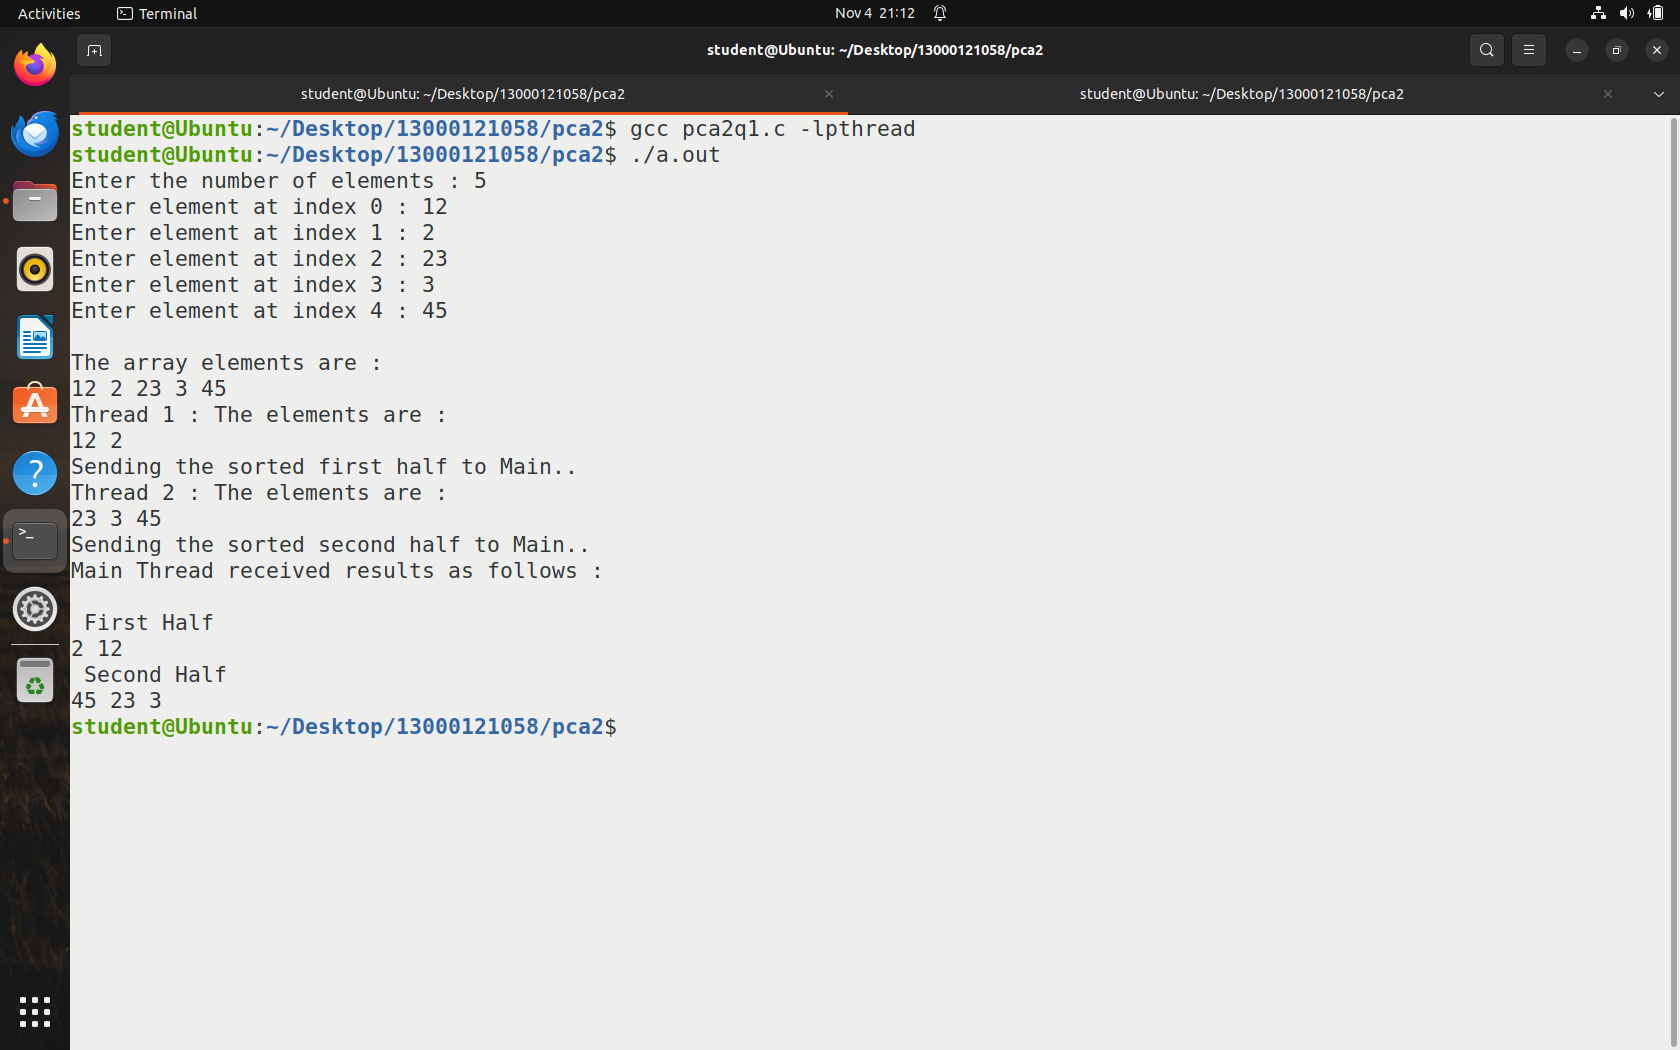 Activities
Terminal
Nov 4 21:12
student@Ubuntu: ~/Desktop/13000121058/pca2
student@Ubuntu: ~/Desktop/13000121058/pca2
student@Ubuntu: ~/Desktop/13000121058/pca2
student@Ubuntu:~/Desktop/13000121058/pca2$ gcc pca2q1.c -lpthread
student@Ubuntu:~/Desktop/13000121058/pca2$ ./a.out
Enter the number of elements : 5
Enter element at index 0 : 12
Enter element at index 1 : 2
Enter element at index 2 : 23
Enter element at index 3 : 3
Enter element at index 4 : 45
The array elements are :
12 2 23 3 45
Thread 1 : The elements are :
12 2
Sending the sorted first half to Main..
Thread 2 : The elements are :
23 3 45
Sending the sorted second half to Main..
Main Thread received results as follows :
First Half
2 12
Second Half
45 23 3
student@Ubuntu:~/Desktop/13000121058/pca2$